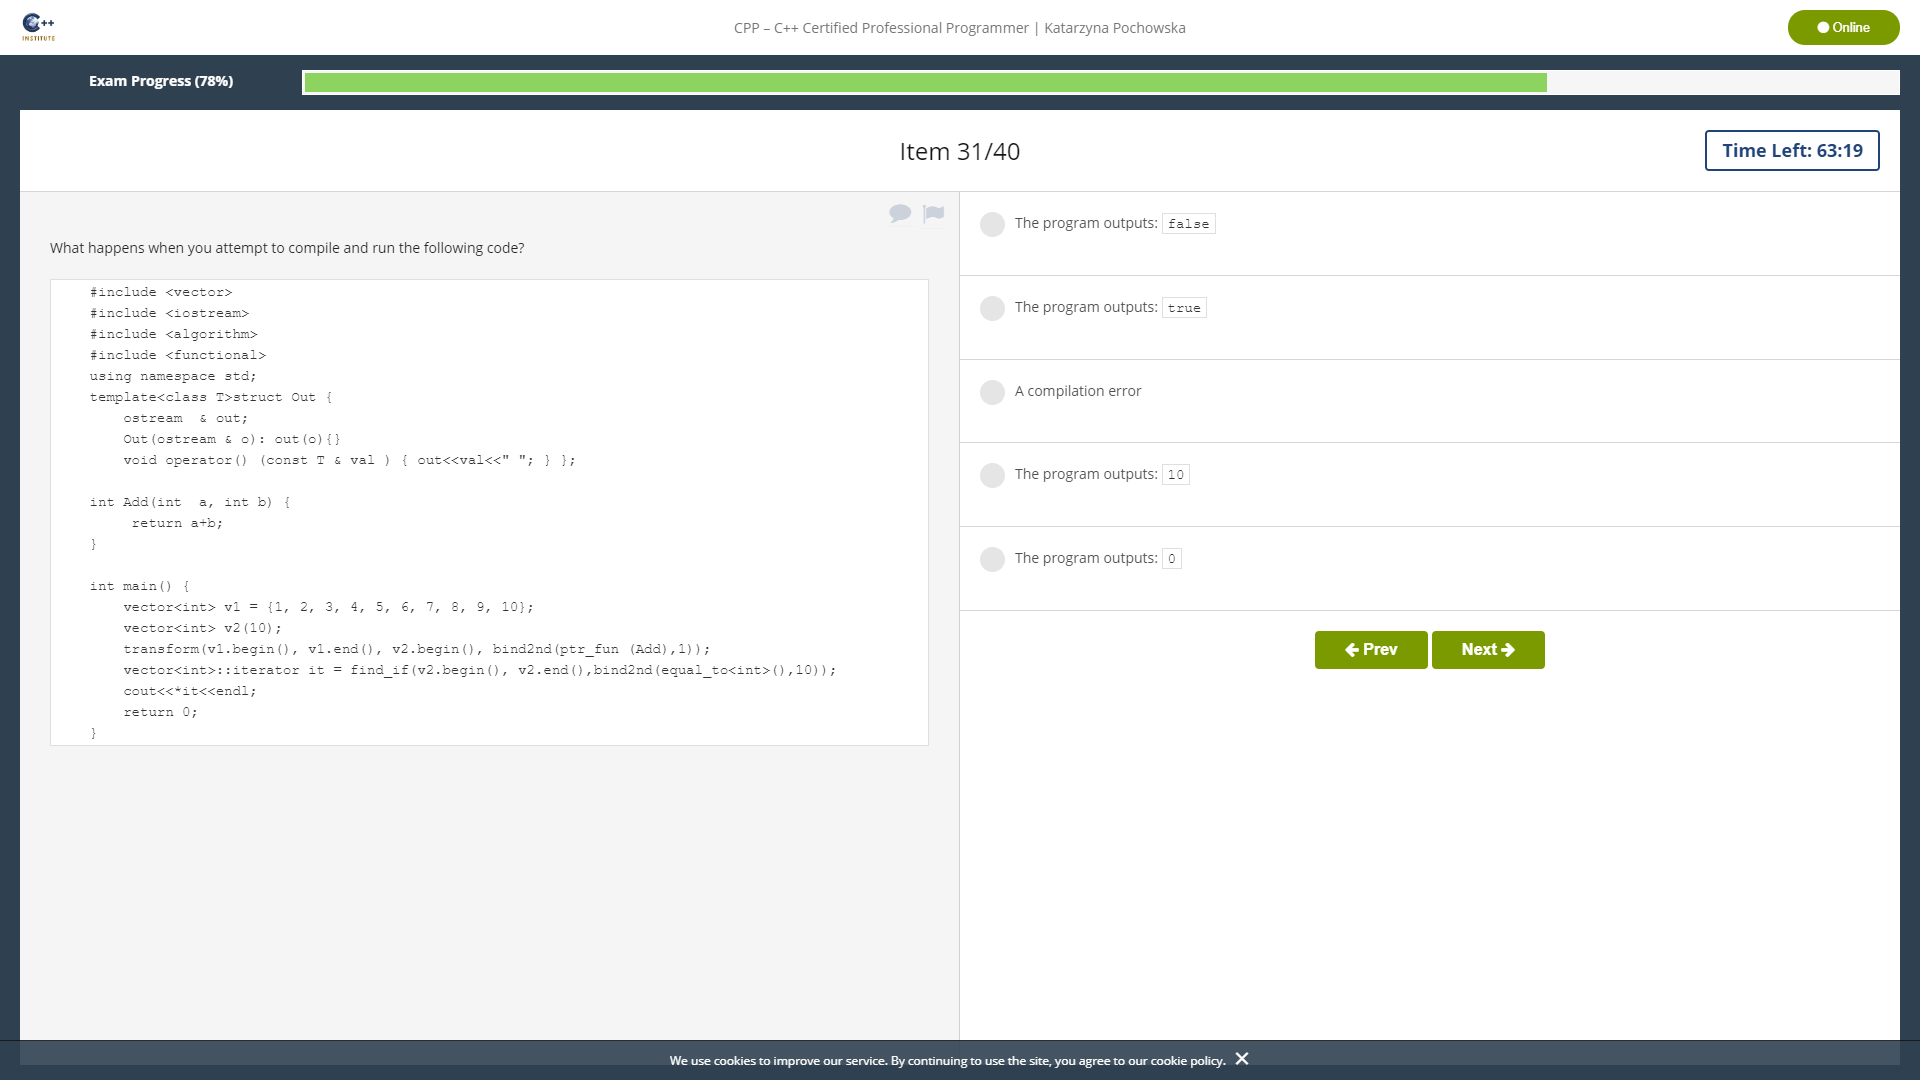 C++
INSTITUTE
CPP – C++ Certified Professional Programmer | Katarzyna Pochowska
Online
Exam Progress (78%)
Item 31/40
Time Left: 63:19
What happens when you attempt to compile and run the following code?
#include <vector>
#include <iostream>
#include <algorithm>
#include <functional>
using namespace std;
template<class T>struct Out {
    ostream  & out;
    Out(ostream & o): out(o){}
    void operator() (const T & val ) { out<<val<<" "; } };
int Add(int  a, int b) {
     return a+b;
}
int main() {
    vector<int> v1 = {1, 2, 3, 4, 5, 6, 7, 8, 9, 10};
    vector<int> v2(10);
    transform(v1.begin(), v1.end(), v2.begin(), bind2nd(ptr_fun (Add),1));
    vector<int>::iterator it = find_if(v2.begin(), v2.end(),bind2nd(equal_to<int>(),10));
    cout<<*it<<endl;
    return 0;
}
The program outputs: false
The program outputs: true
A compilation error
The program outputs: 10
The program outputs: 0
Prev
Next
We use cookies to improve our service. By continuing to use the site, you agree to our cookie policy.